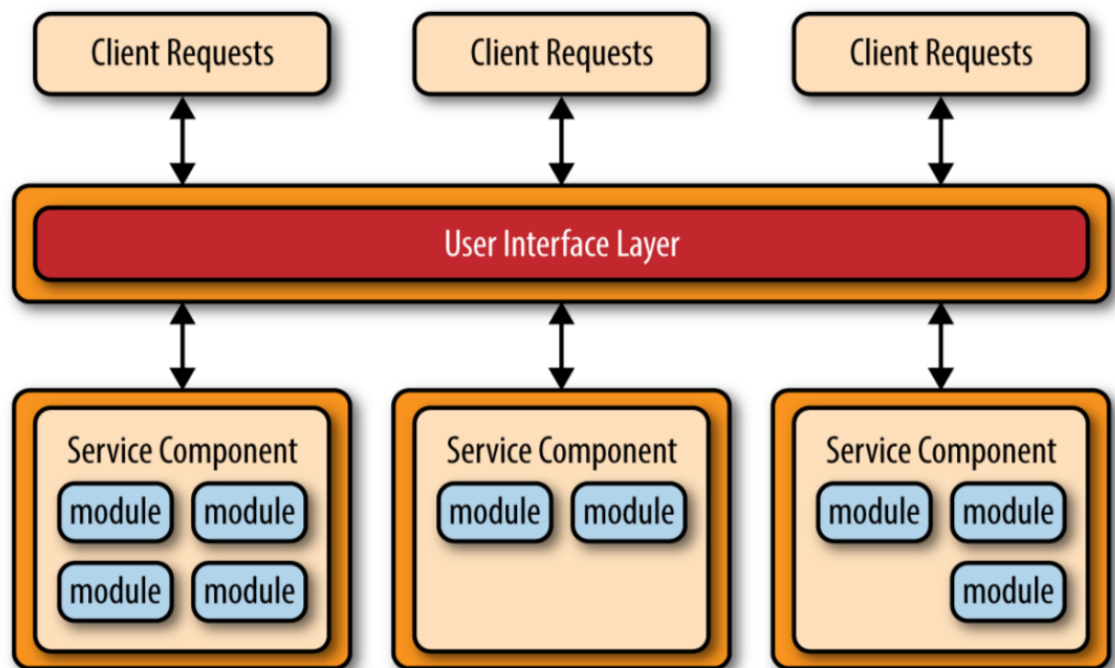 Client Requests
Client Requests
Client Requests
User Interface Layer
Service Component
module module
module module
Service Component
module module
Service Component
module module
module